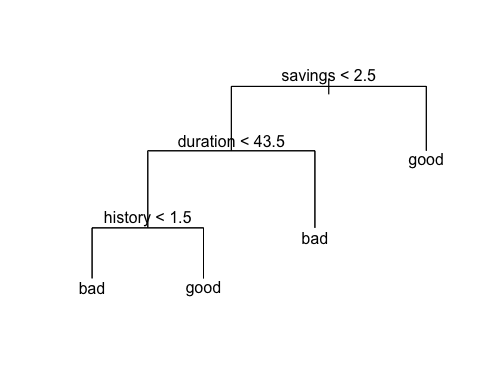 savings < 2.5
duration < 43.5
good
history < 1.5
bad
bad
good